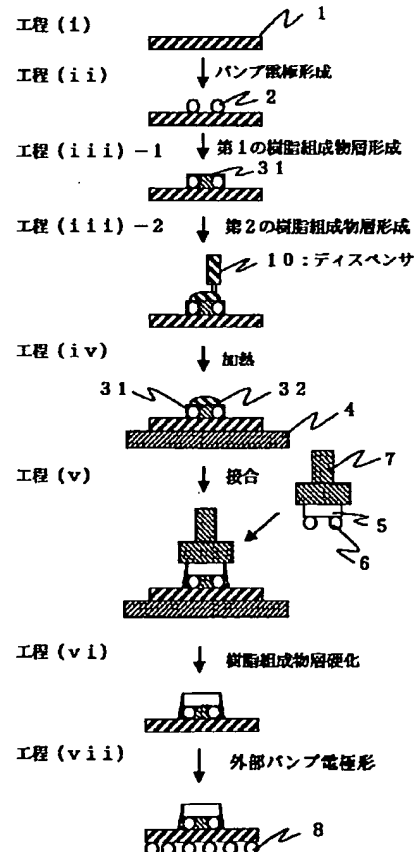 工程(i)
1
工程(ii)
バンプ電極形成
2
工程(iii)-1
第1の樹脂組成物層形成
31
工程(iii)-2
第2の樹脂組成物層形成
10:ディスペンサ
工程(iv)
加熱
31
32
4
工程(v)
接合
7
5
6
工程(vi)
樹脂組成物層硬化
工程(vii)
外部バンプ電極形
8